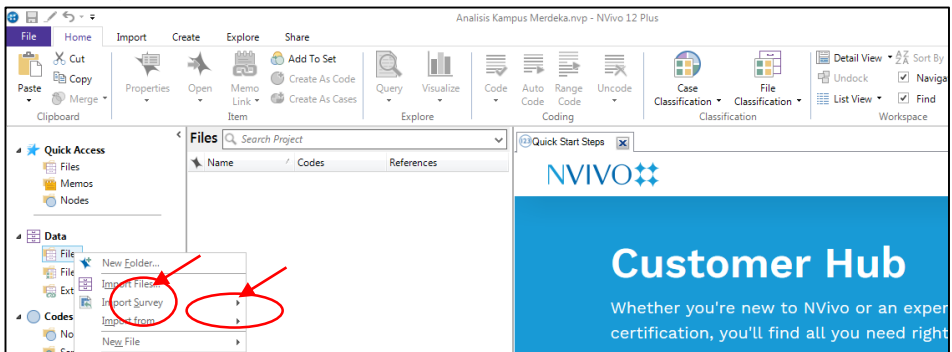 Analisis Kampus Merdeka.nvp - NVivo 12 Plus
File Home Import Create Explore Share
Paste
Cut
Copy
Merge
Clipboard
Properties
Open
Memo Link
Add To Set
Create As Code
Create As Cases
Item
Query
Visualize
Explore
Code
Auto Code
Range Code
Uncode
Coding
Case Classification
File Classification
Classification
Detail View
Sort By
Undock
Naviga
List View
Find
Workspace
Quick Access
Files
Memos
Nodes
Data
File
File
Ext
Codes
No
Files
Search Project
Name Codes References
New Folder...
Import Files...
Import Survey
Import from
New File
Quick Start Steps
NVIVO
Customer Hub
Whether you're new to NVivo or an exper
certification, you'll find all you need right